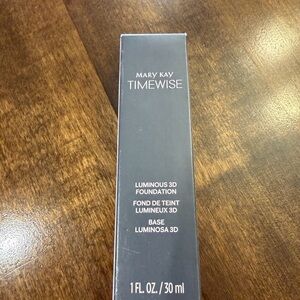 MARY KAY
TIMEWISE
LUMINOUS 3D
FOUNDATION
FOND DE TEINT
LUMINEUX 3D
BASE
LUMINOSA 3D
1 FL. OZ. / 30 ml